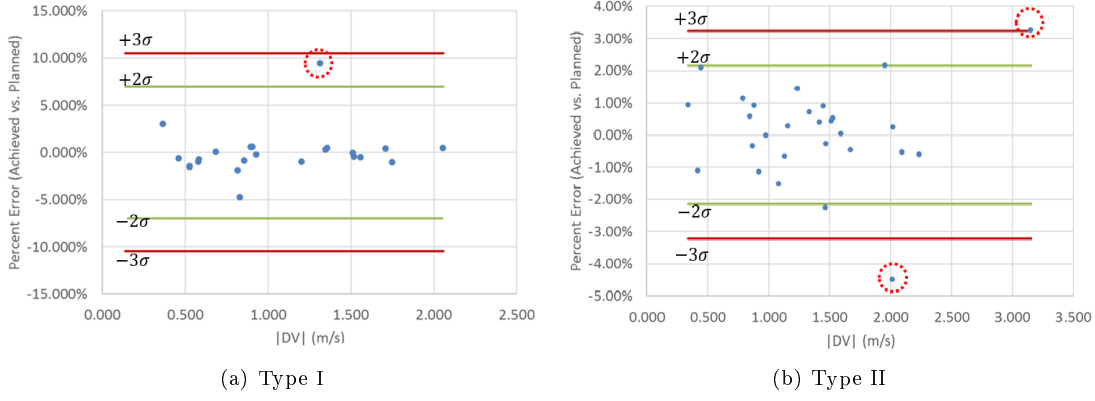 15.000%
10.000%
5.000%
0.000%
-5.000%
-10.000%
-15.000%
Percent Error (Achieved vs. Planned)
+3σ
+2σ
−2σ
−3σ
0.000 0.500 1.000 1.500 2.000 2.500
|DV| (m/s)
(a) Type I
4.00%
3.00%
2.00%
1.00%
0.00%
-1.00%
-2.00%
-3.00%
-4.00%
-5.00%
Percent Error (Achieved vs. Planned)
+3σ
+2σ
−2σ
−3σ
0.000 0.500 1.000 1.500 2.000 2.500 3.000 3.500
|DV| (m/s)
(b) Type II